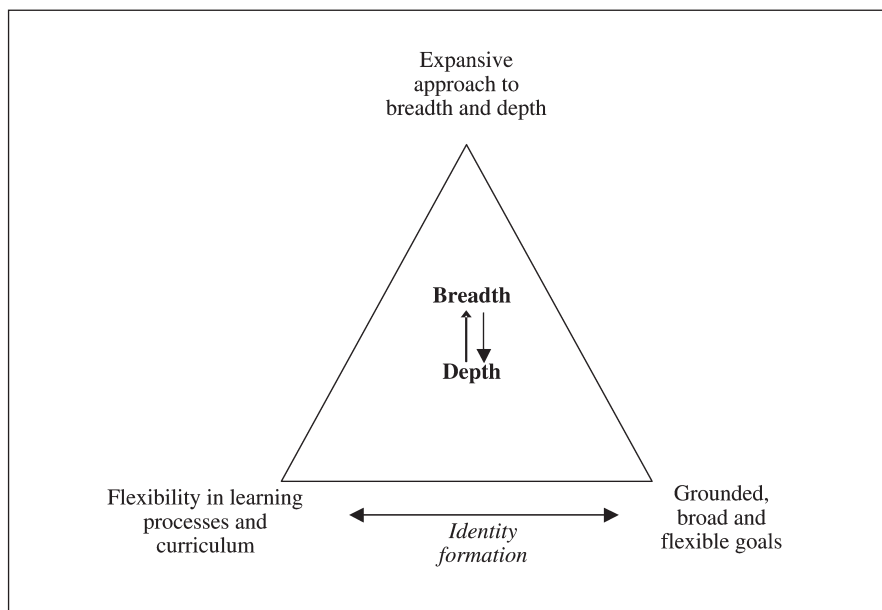 Expansive
approach to
breadth and depth
Breadth
Depth
Flexibility in learning
processes and
curriculum
Identity
formation
Grounded,
broad and
flexible goals